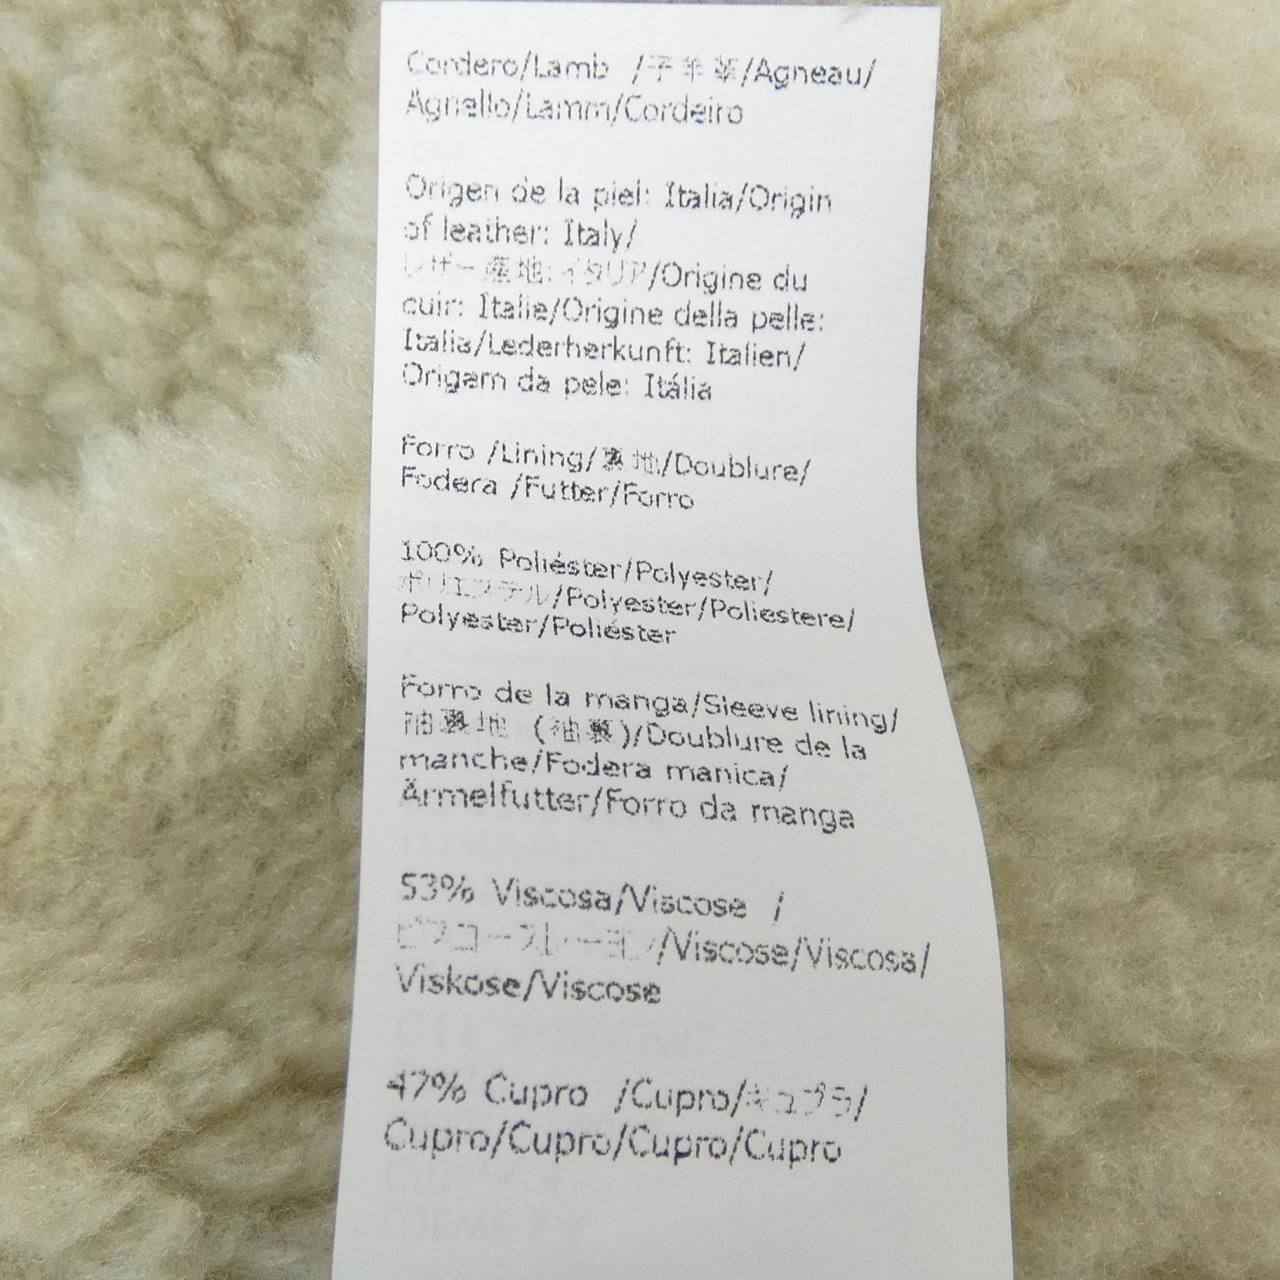 Cordero/Lamb /子羊革/Agneau/
Agnello/Lamm/Cordeiro
Origen de la piel: Italia/Origin
of leather: Italy/
レザー産地:イタリア/Origine du
cuir: Italie/Origine della pelle:
Italia/Lederherkunft: Italien/
Origem da pele: Itália
Forro /Lining/裏地/Doublure/
Fodera /Futter/Forro
100% Poliéster/Polyester/
ポリエステル/Polyester/Poliestere/
Polyester/Poliéster
Forro de la manga/Sleeve lining/
袖裏地 (袖裏)/Doublure de la
manche/Fodera manica/
Ärmelfutter/Forro da manga
53% Viscosa/Viscose /
ビスコースレーヨン/Viscose/Viscosa/
Viskose/Viscose
47% Cupro /Cupro/キュプラ/
Cupro/Cupro/Cupro/Cupro